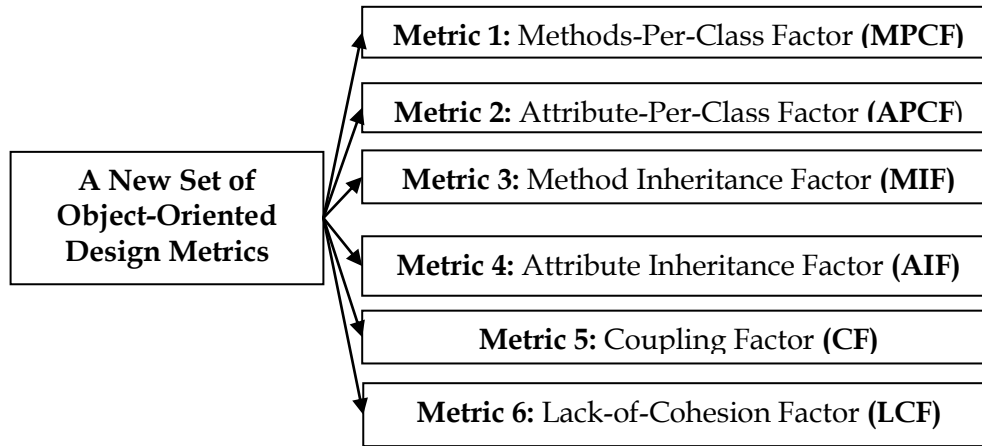 Metric 1: Methods-Per-Class Factor (MPCF)
Metric 2: Attribute-Per-Class Factor (APCF)
A New Set of
Object-Oriented
Design Metrics
Metric 3: Method Inheritance Factor (MIF)
Metric 4: Attribute Inheritance Factor (AIF)
Metric 5: Coupling Factor (CF)
Metric 6: Lack-of-Cohesion Factor (LCF)